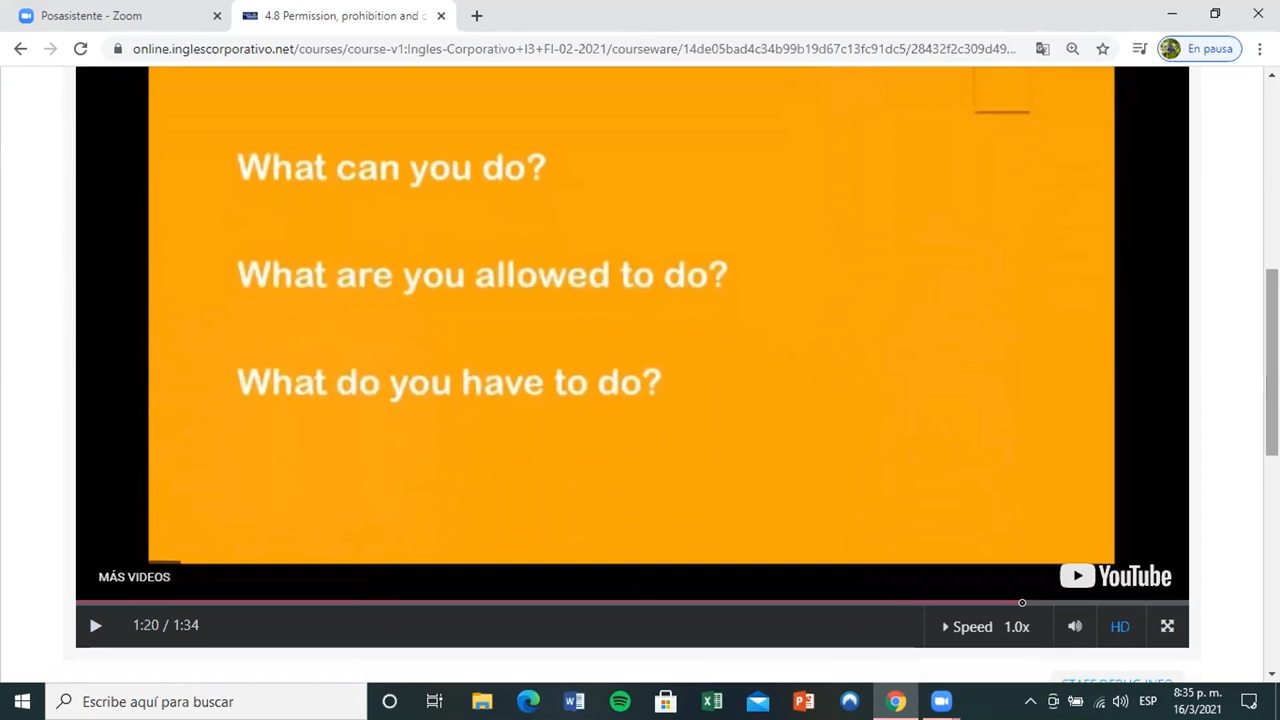 Posasistente - Zoom
4.8 Permission, prohibition and c
online.inglescorporativo.net/courses/course-v1:Ingles-Corporativo+I3+FI-02-2021/courseware/14de05bad4c34b99b19d67c13fc91dc5/28432f2c309d49...
En pausa
What can you do?
What are you allowed to do?
What do you have to do?
MÁS VIDEOS
YouTube
1:20 / 1:34
Speed 1.0x
HD
STAFF DEBUG INFO
Escribe aquí para buscar
ESP
8:35 p. m.
16/3/2021